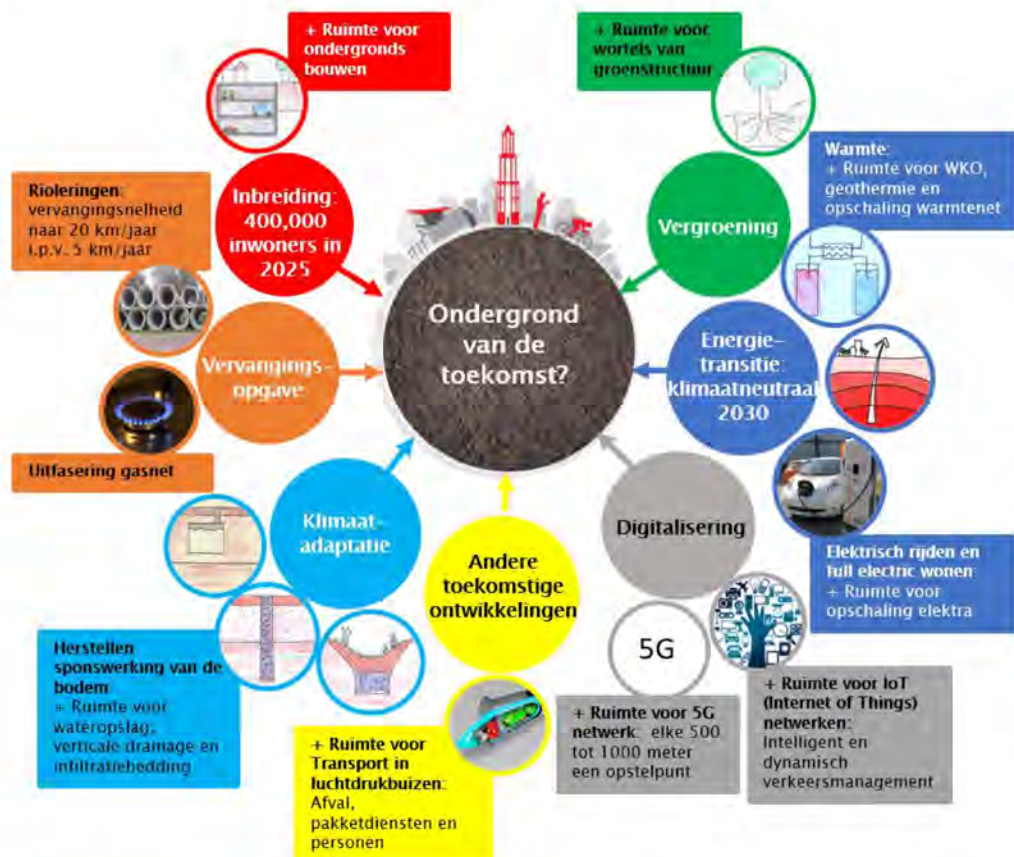 + Ruimte voor
ondergronds
bouwen
+ Ruimte voor
wortels van
groenstructuur
Rioleringen:
vervangingsnelheid
naar 20 km/jaar
i.p.v. 5 km/jaar
Inbreiding:
400,000
inwoners in
2025
Vergroening
Warmte:
+ Ruimte voor WKO,
geothermie en
opschaling warmtenet
Ondergrond
van de
toekomst?
Vervangings-
opgave
Energie-
transitie:
klimaatneutraal
2030
Uitfasering gasnet
Klimaat-
adaptatie
Andere
toekomstige
ontwikkelingen
Digitalisering
Elektrisch rijden en
full electric wonen:
+ Ruimte voor
opschaling elektra
Herstellen
sponswerking van de
bodem
+ Ruimte voor
wateropslag,
verticale drainage en
infiltratiebedding
+ Ruimte voor
Transport in
luchtdrukbuizen:
Afval,
pakketdiensten en
personen
5G
+ Ruimte voor 5G
netwerk: elke 500
tot 1000 meter
een opstelpunt
+ Ruimte voor IoT
(Internet of Things)
netwerken:
Intelligent en
dynamisch
verkeersmanagement